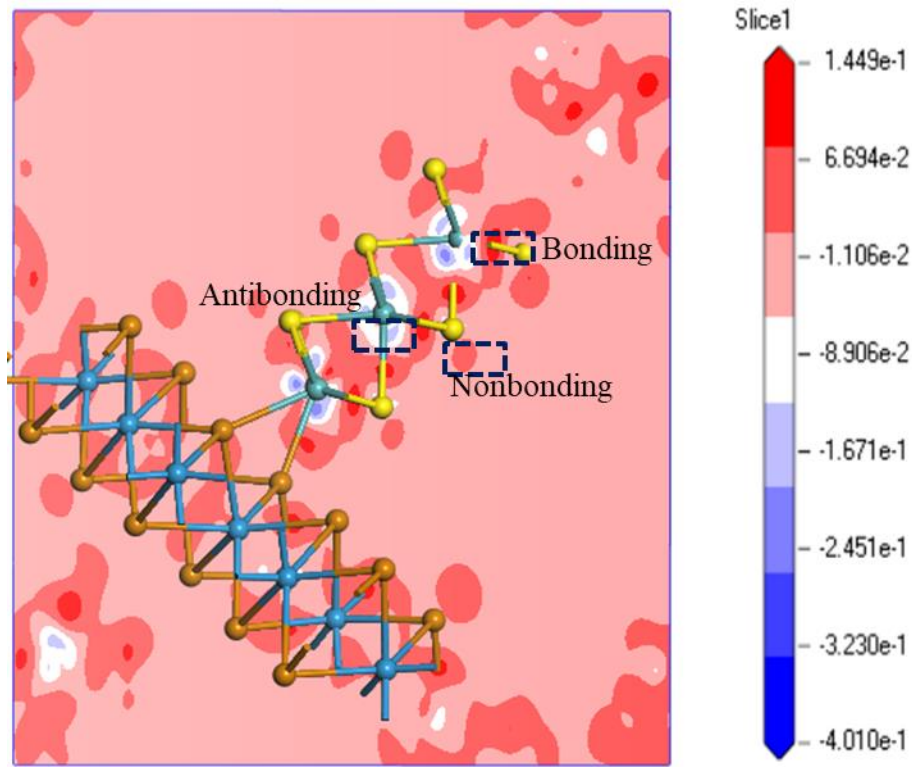 Slice1
1.449e-1
6.694e-2
-1.106e-2
-8.906e-2
-1.671e-1
-2.451e-1
-3.230e-1
-4.010e-1
Bonding
Antibonding
Nonbonding